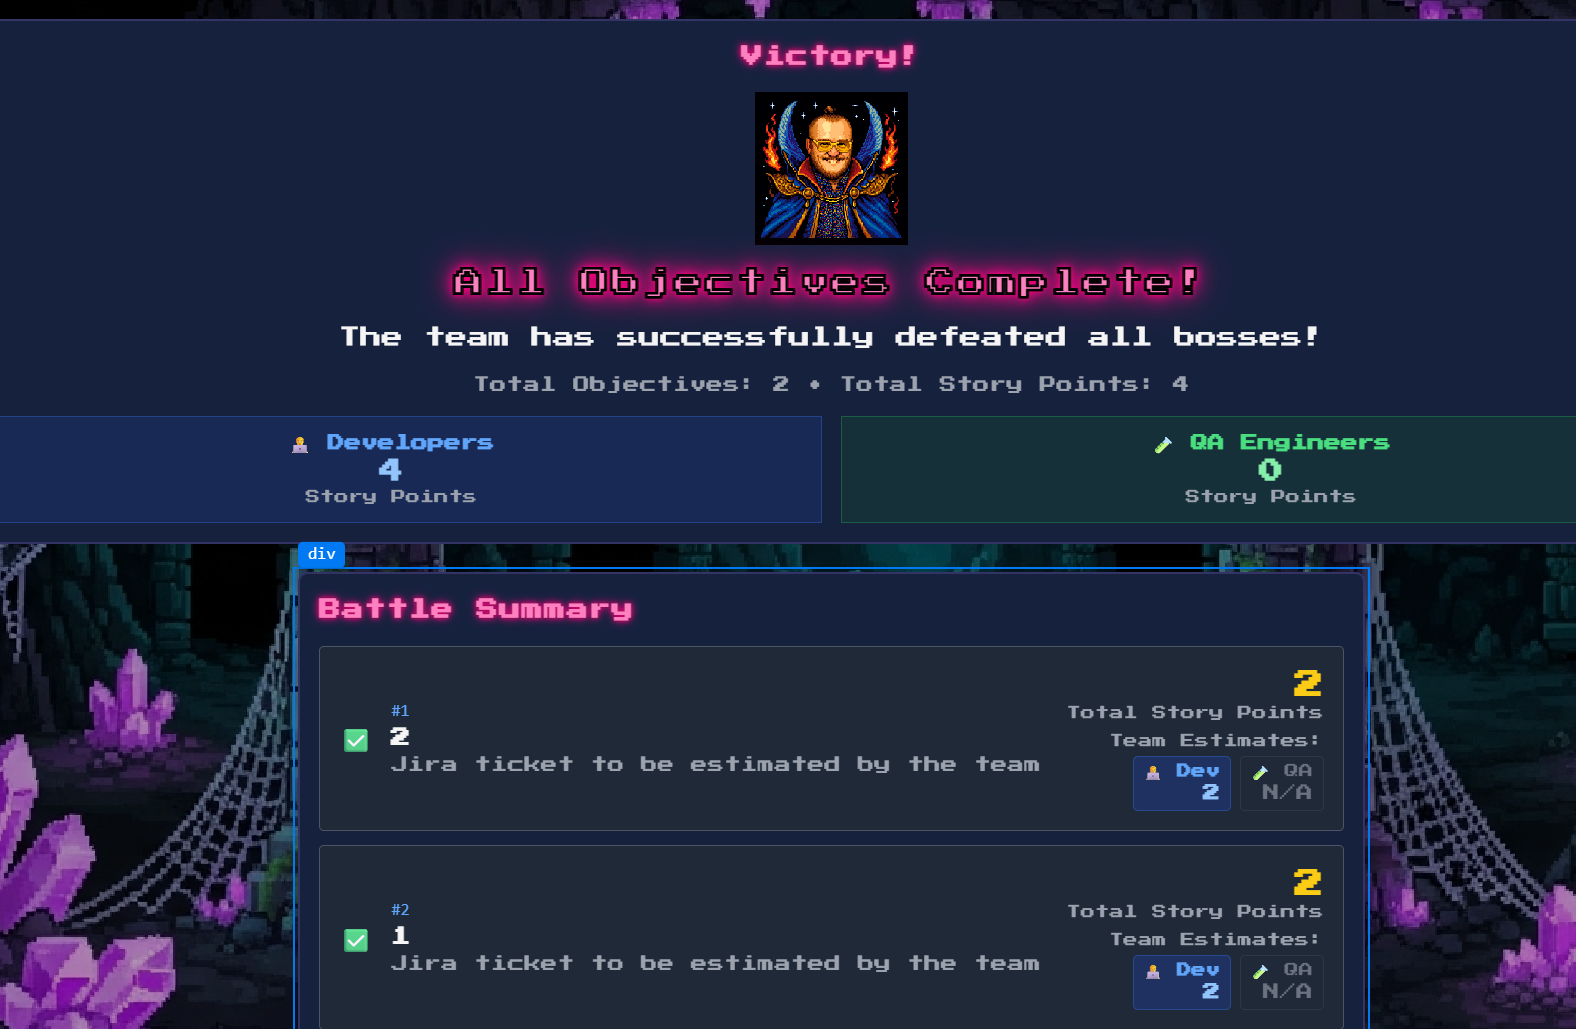 Victory!
All Objectives Complete!
The team has successfully defeated all bosses!
Total Objectives: 2 • Total Story Points: 4
Developers
4
Story Points
QA Engineers
0
Story Points
div
Battle Summary
#1
2
Jira ticket to be estimated by the team
2
Total Story Points
Team Estimates:
Dev
2
QA
N/A
#2
1
Jira ticket to be estimated by the team
2
Total Story Points
Team Estimates:
Dev
2
QA
N/A